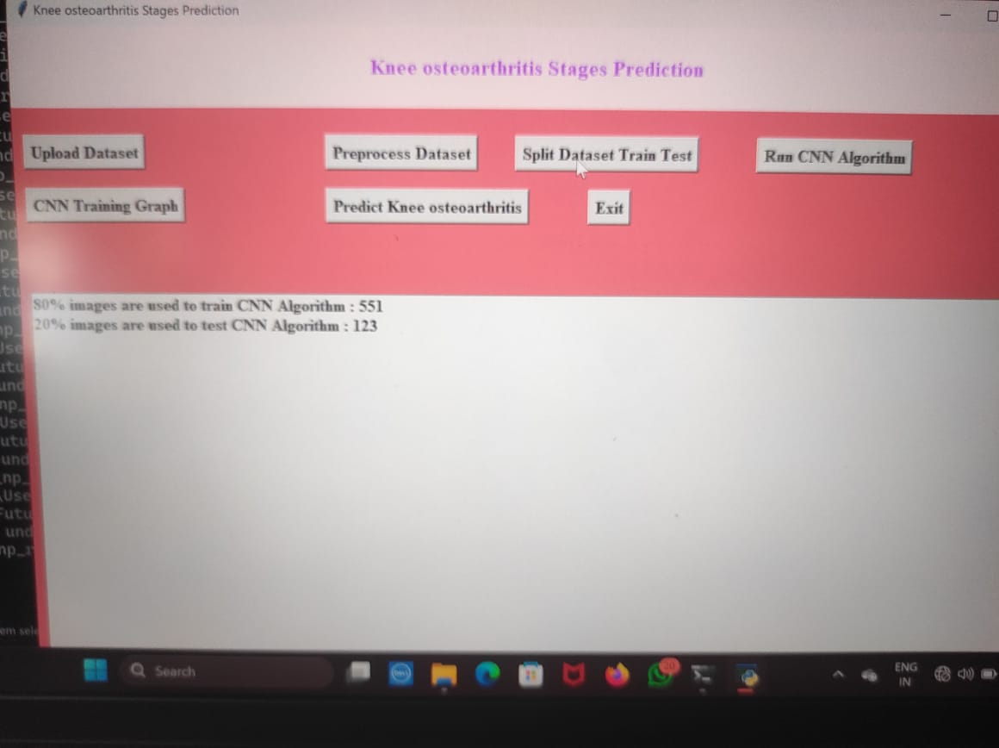 Knee osteoarthritis Stages Prediction
Knee osteoarthritis Stages Prediction
Upload Dataset
Preprocess Dataset
Split Dataset Train Test
Run CNN Algorithm
CNN Training Graph
Predict Knee osteoarthritis
Exit
80% images are used to train CNN Algorithm : 551
20% images are used to test CNN Algorithm : 123
Search
20
ENG
IN